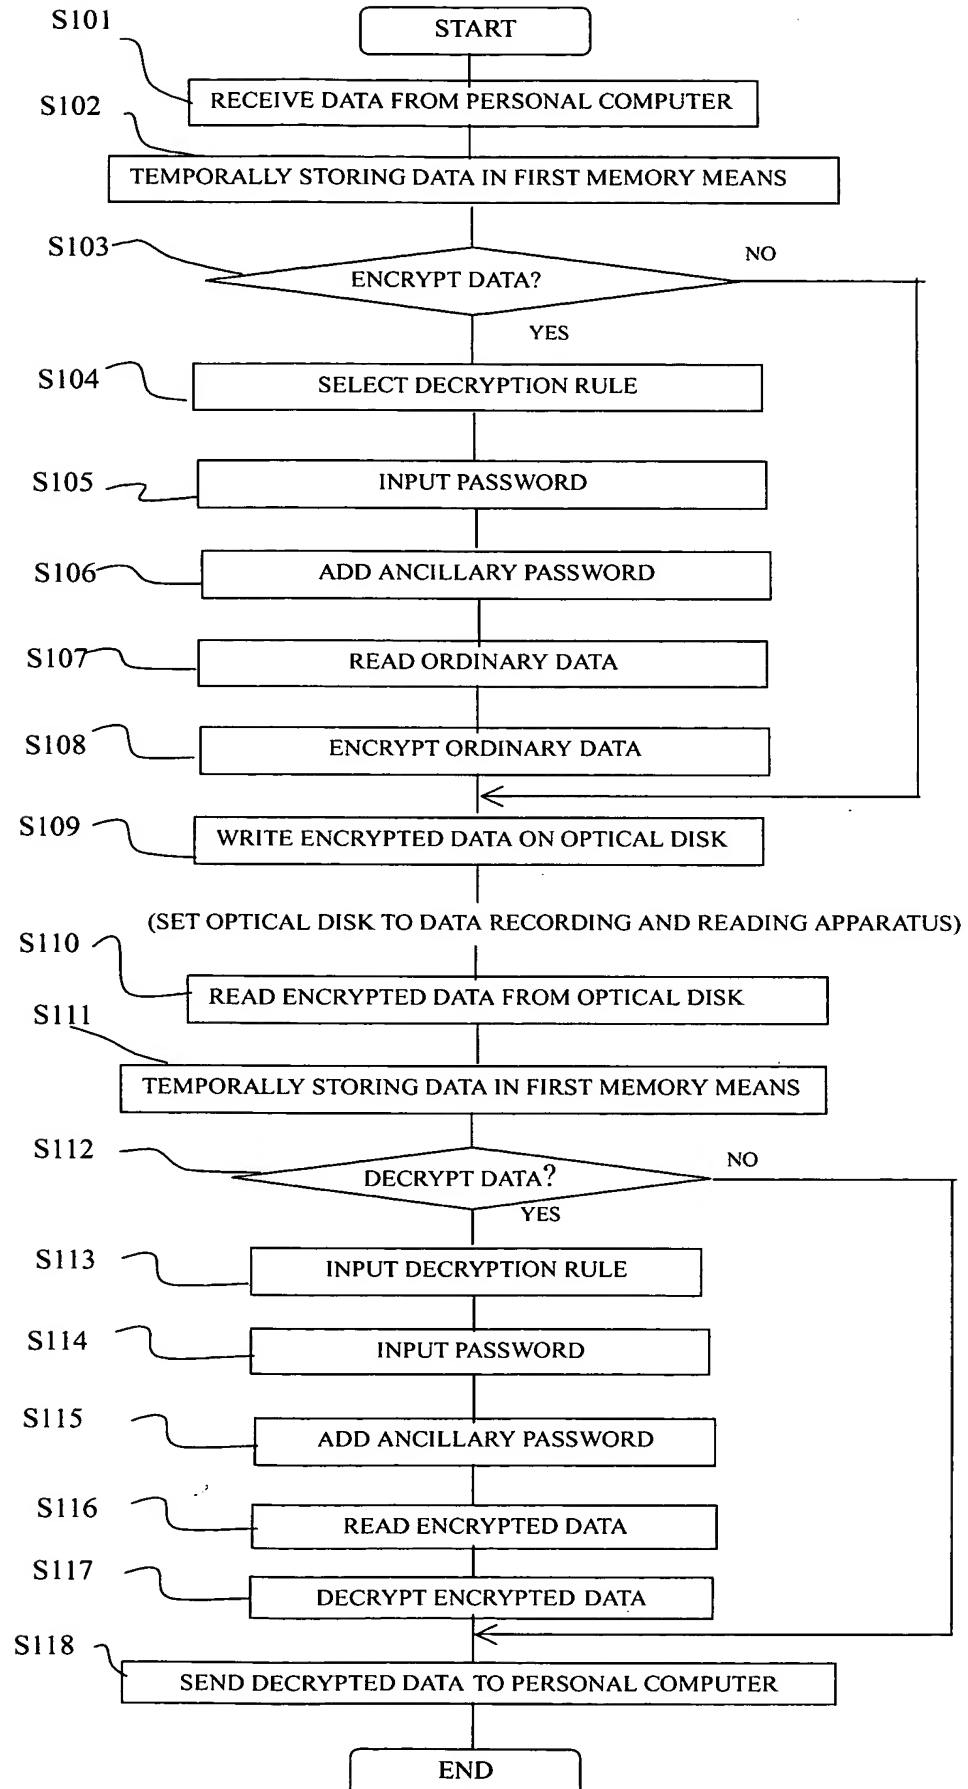 S101
START
RECEIVE DATA FROM PERSONAL COMPUTER
S102
TEMPORALLY STORING DATA IN FIRST MEMORY MEANS
S103
ENCRYPT DATA?
NO
YES
S104
SELECT DECRYPTION RULE
S105
INPUT PASSWORD
S106
ADD ANCILLARY PASSWORD
S107
READ ORDINARY DATA
S108
ENCRYPT ORDINARY DATA
S109
WRITE ENCRYPTED DATA ON OPTICAL DISK
(SET OPTICAL DISK TO DATA RECORDING AND READING APPARATUS)
S110
READ ENCRYPTED DATA FROM OPTICAL DISK
S111
TEMPORALLY STORING DATA IN FIRST MEMORY MEANS
S112
DECRYPT DATA?
NO
YES
S113
INPUT DECRYPTION RULE
S114
INPUT PASSWORD
S115
ADD ANCILLARY PASSWORD
S116
READ ENCRYPTED DATA
S117
DECRYPT ENCRYPTED DATA
S118
SEND DECRYPTED DATA TO PERSONAL COMPUTER
END